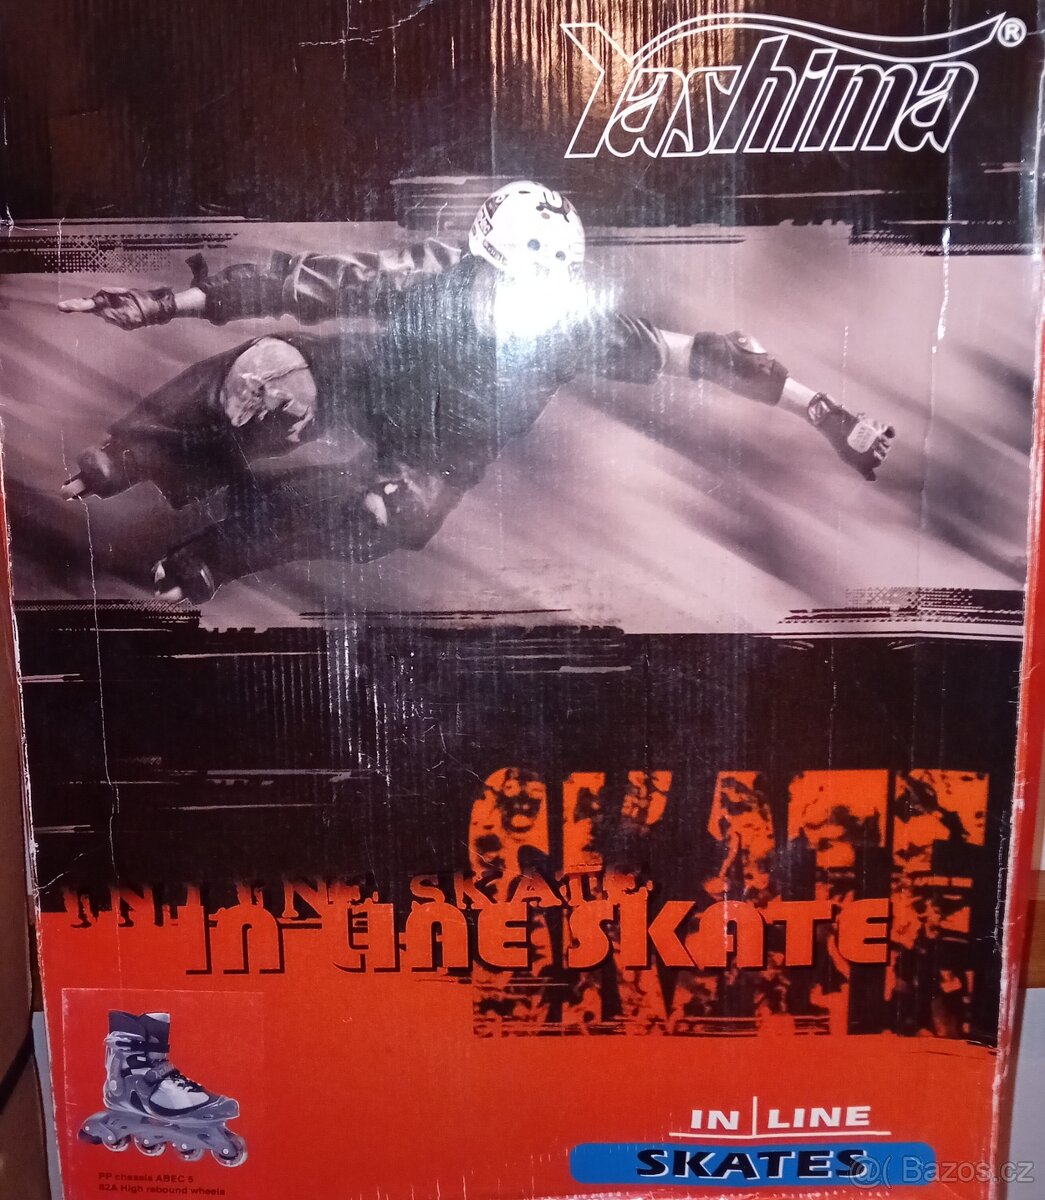 Yashima ®
SKATE
IN LINE SKATE
IN-LINE SKATE
IN LINE
SKATES
PP chassis ABEC 5
82A High rebound wheels
@( Bazos.cz